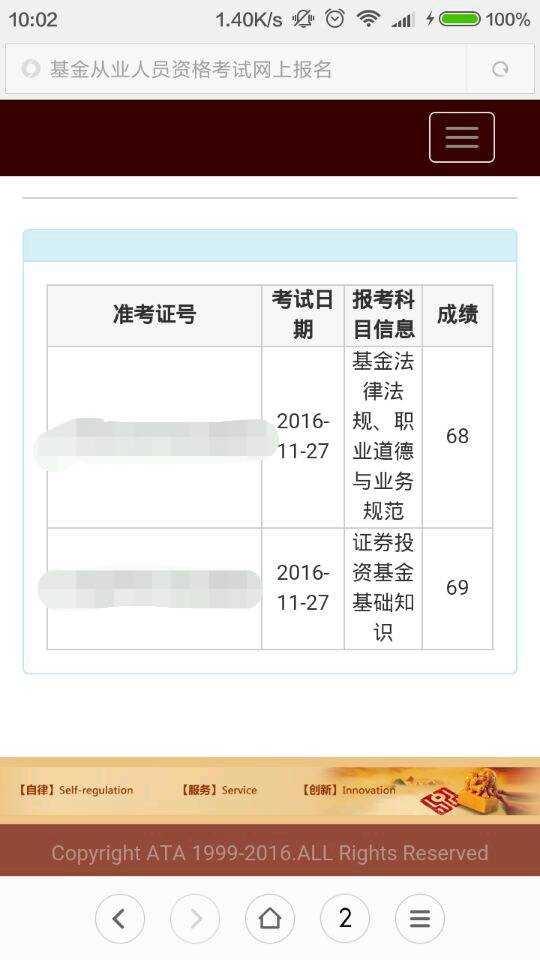 10:02
1.40K/s
100%
基金从业人员资格考试网上报名
准考证号
考试日
期
报考科
目信息
成绩
2016-
11-27
基金法
律法
规、职
业道德
与业务
规范
68
2016-
11-27
证券投
资基金
基础知
识
69
【自律】Self-regulation
【服务】Service
【创新】Innovation
Copyright ATA 1999-2016.ALL Rights Reserved
2